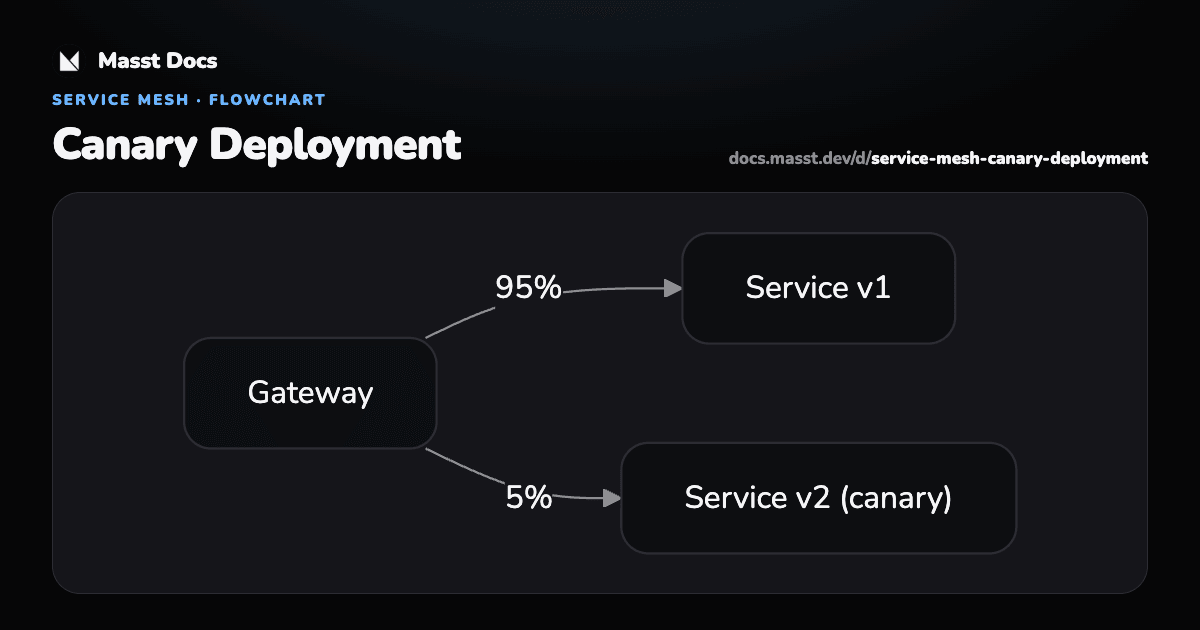 Masst Docs
SERVICE MESH · FLOWCHART
Canary Deployment
docs.masst.dev/d/service-mesh-canary-deployment
95%
Service v1
Gateway
5%
Service v2 (canary)